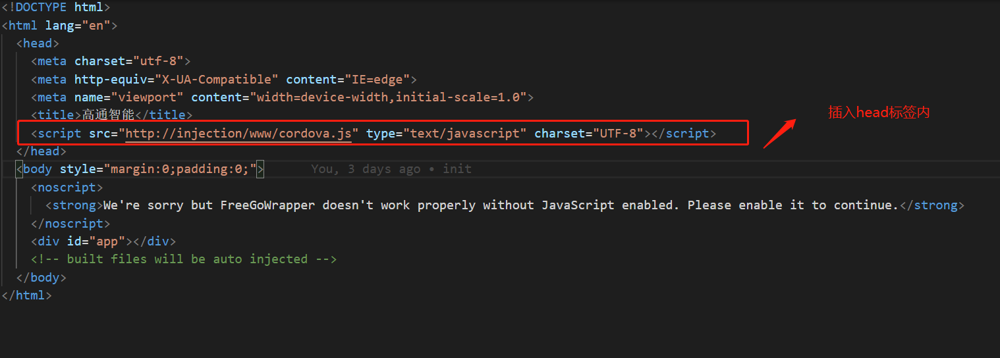 <!DOCTYPE html>
<html lang="en">
<head>
<meta charset="utf-8">
<meta http-equiv="X-UA-Compatible" content="IE=edge">
<meta name="viewport" content="width=device-width,initial-scale=1.0">
<title>高通智能</title>
插入head标签内
<script src="http://injection/www/cordova.js" type="text/javascript" charset="UTF-8"></script>
</head>
<body style="margin:0;padding:0;"> You, 3 days ago • init
<noscript>
<strong>We're sorry but FreeGoWrapper doesn't work properly without JavaScript enabled. Please enable it to continue.</strong>
</noscript>
<div id="app"></div>
<!-- built files will be auto injected -->
</body>
</html>